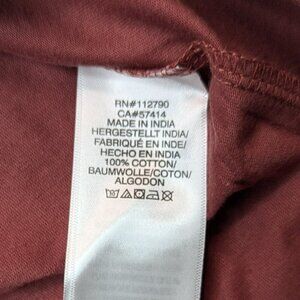 RN#112790
CA#57414
MADE IN INDIA
HERGESTELLT INDIA/
FABRIQUÉ EN INDE/
HECHO EN INDIA
100% COTTON/
BAUMWOLLE/COTON/
ALGODON